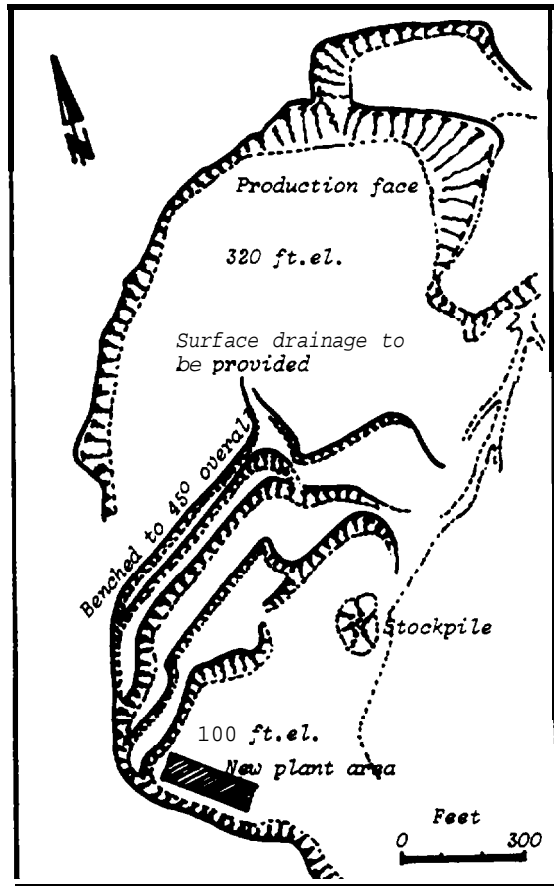 N
Production face
320 ft.el.
Surface drainage to
be provided
Benched to 450 overall
Stockpile
100 ft.el.
New plant area
Feet
0 300